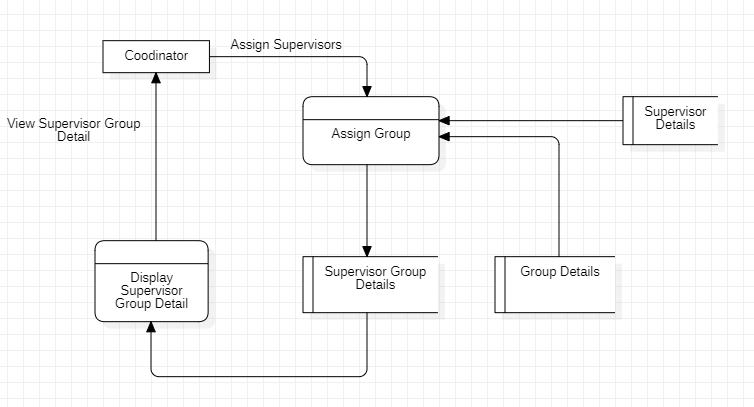 Assign Supervisors
Coodinator
Supervisor
Details
View Supervisor Group
Detail
Assign Group
Supervisor Group
Details
Group Details
Display
Supervisor
Group Detail